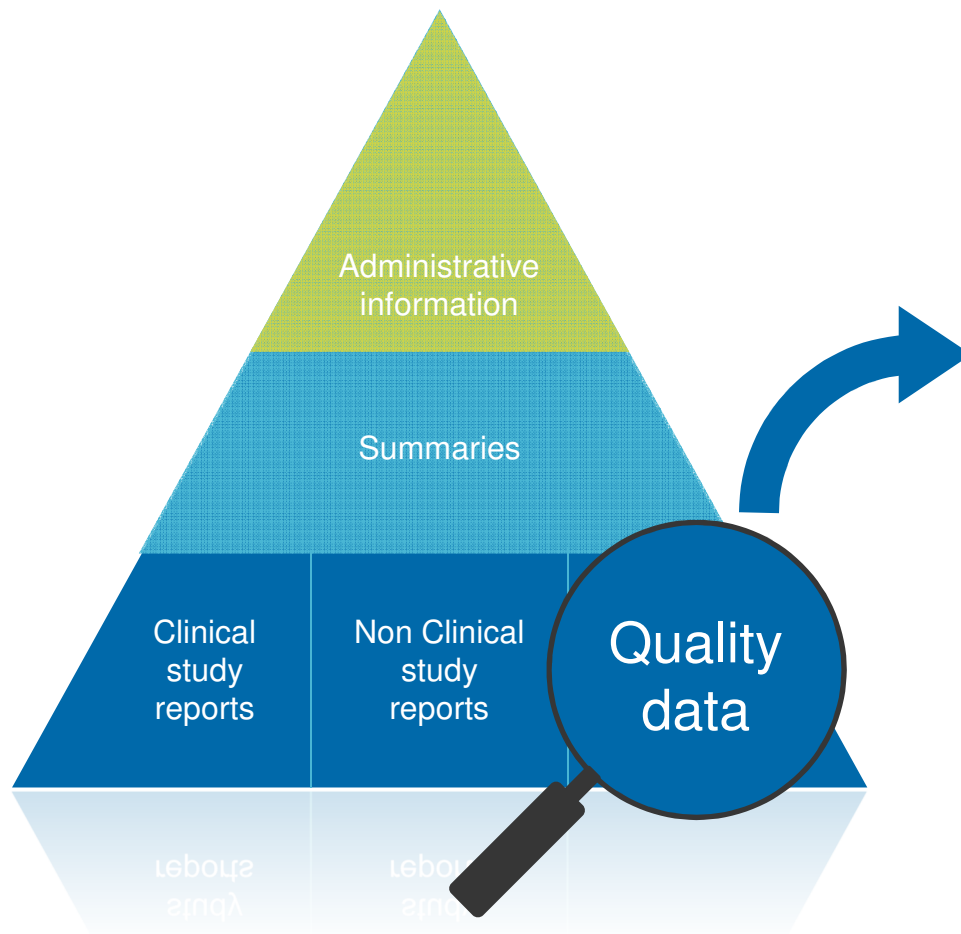 Administrative
information
Summaries
Clinical
study
reports
Non Clinical
study
reports
Quality
data